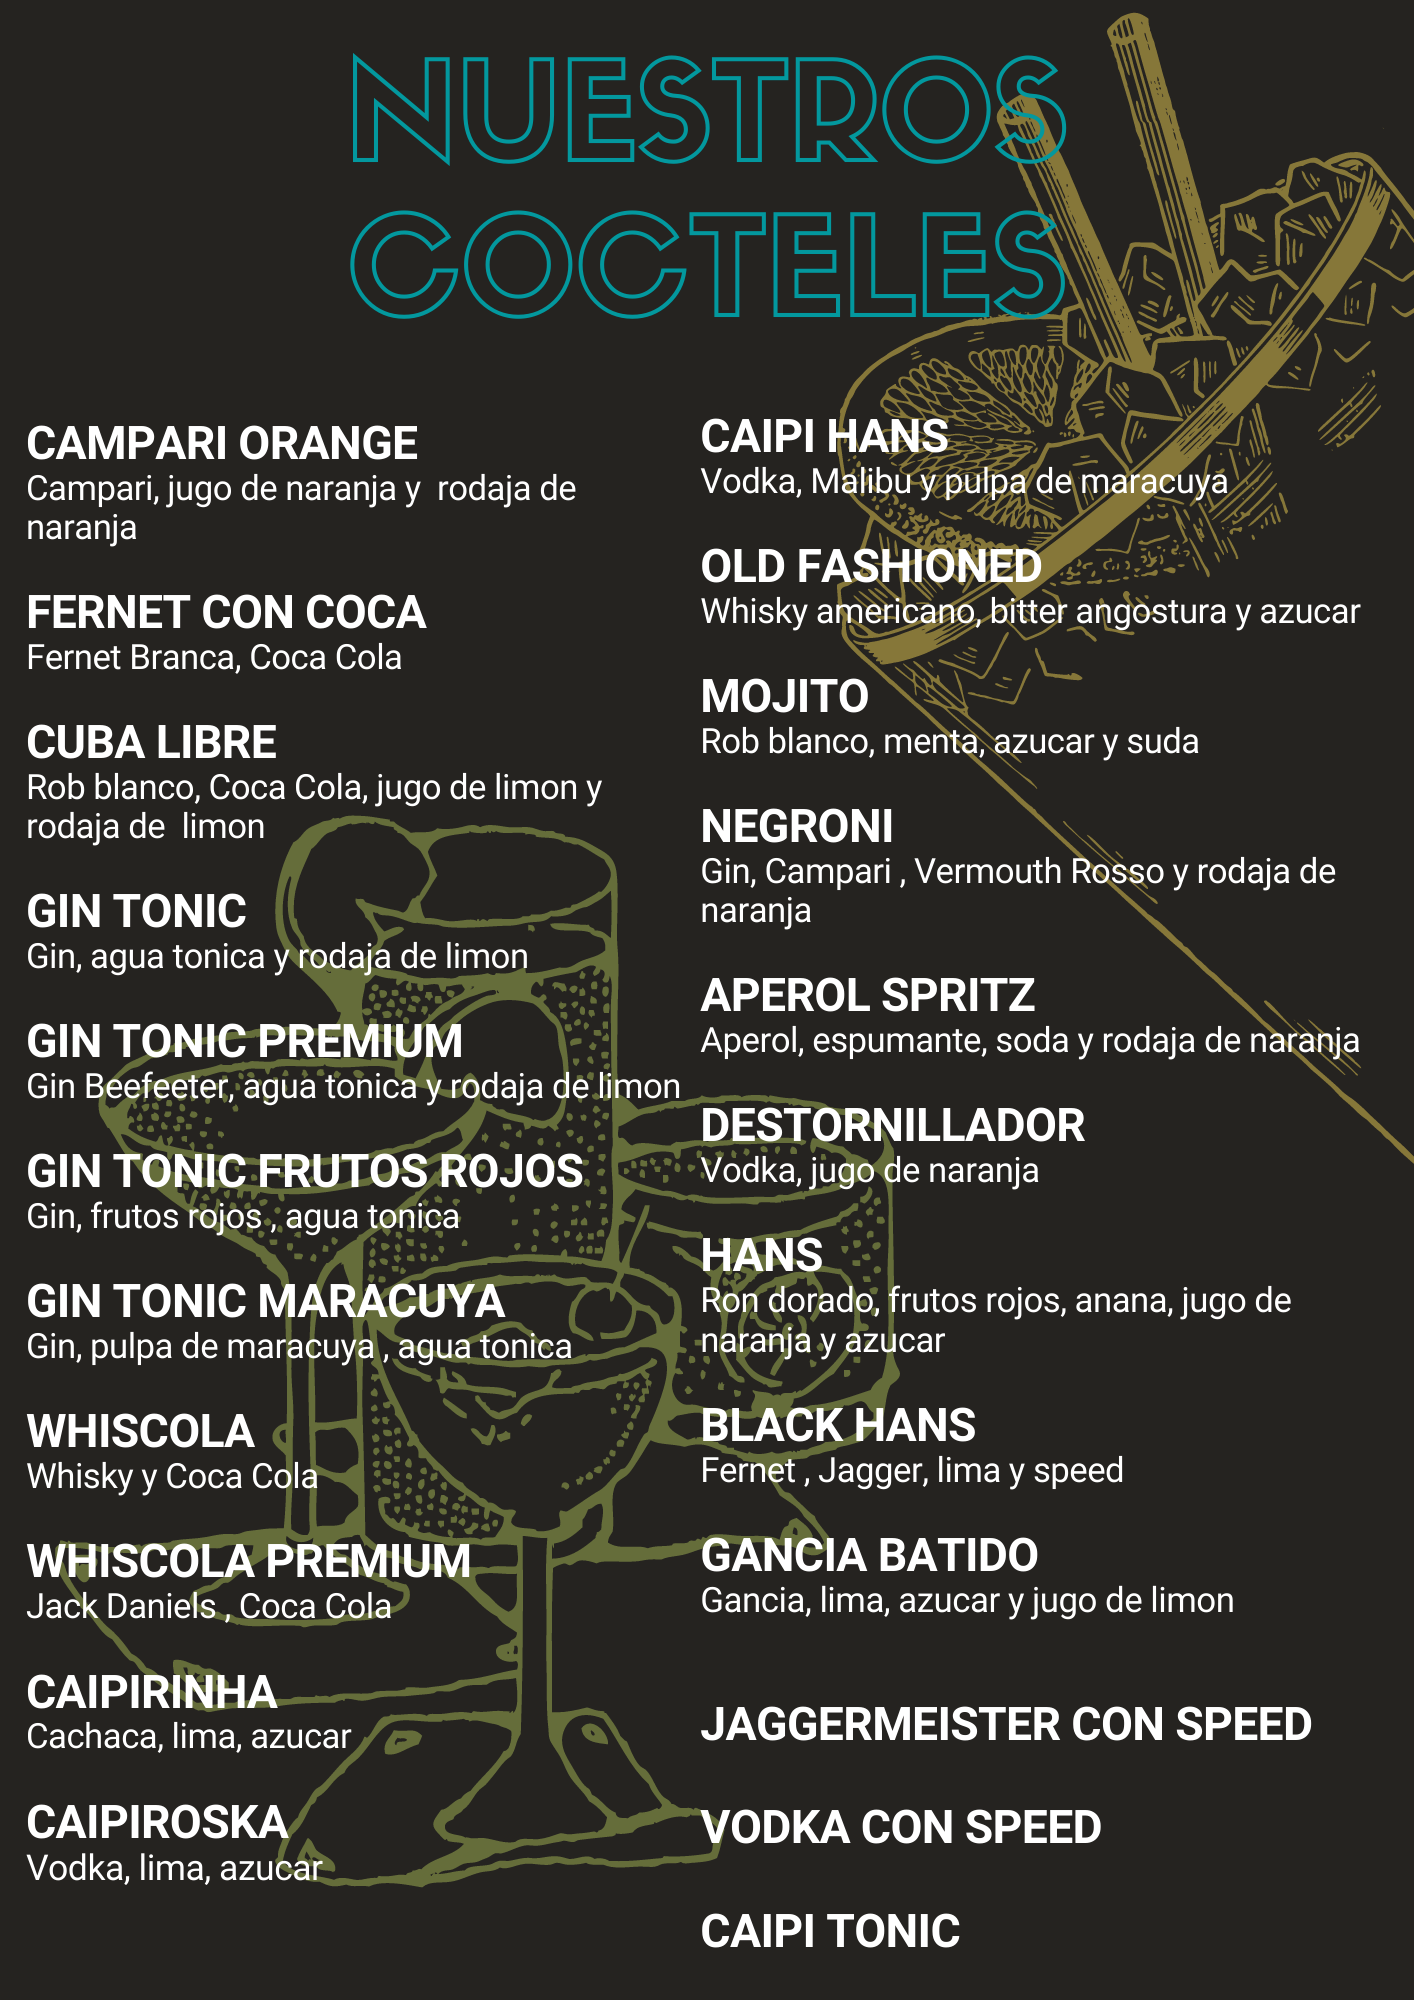 NUESTROS
COCTELES
CAMPARI ORANGE
Campari, jugo de naranja y  rodaja de
naranja
FERNET CON COCA
Fernet Branca, Coca Cola
CUBA LIBRE
Rob blanco, Coca Cola, jugo de limon y
rodaja de  limon
GIN TONIC
Gin, agua tonica y rodaja de limon
GIN TONIC PREMIUM
Gin Beefeeter, agua tonica y rodaja de limon
GIN TONIC FRUTOS ROJOS
Gin, frutos rojos , agua tonica
GIN TONIC MARACUYA
Gin, pulpa de maracuya , agua tonica
WHISCOLA
Whisky y Coca Cola
WHISCOLA PREMIUM
Jack Daniels , Coca Cola
CAIPIRINHA
Cachaca, lima, azucar
CAIPIROSKA
Vodka, lima, azucar
CAIPI HANS
Vodka, Malibu y pulpa de maracuya
OLD FASHIONED
Whisky americano, bitter angostura y azucar
MOJITO
Rob blanco, menta, azucar y suda
NEGRONI
Gin, Campari , Vermouth Rosso y rodaja de
naranja
APEROL SPRITZ
Aperol, espumante, soda y rodaja de naranja
DESTORNILLADOR
Vodka, jugo de naranja
HANS
Ron dorado, frutos rojos, anana, jugo de
naranja y azucar
BLACK HANS
Fernet , Jagger, lima y speed
GANCIA BATIDO
Gancia, lima, azucar y jugo de limon
JAGGERMEISTER CON SPEED
VODKA CON SPEED
CAIPI TONIC